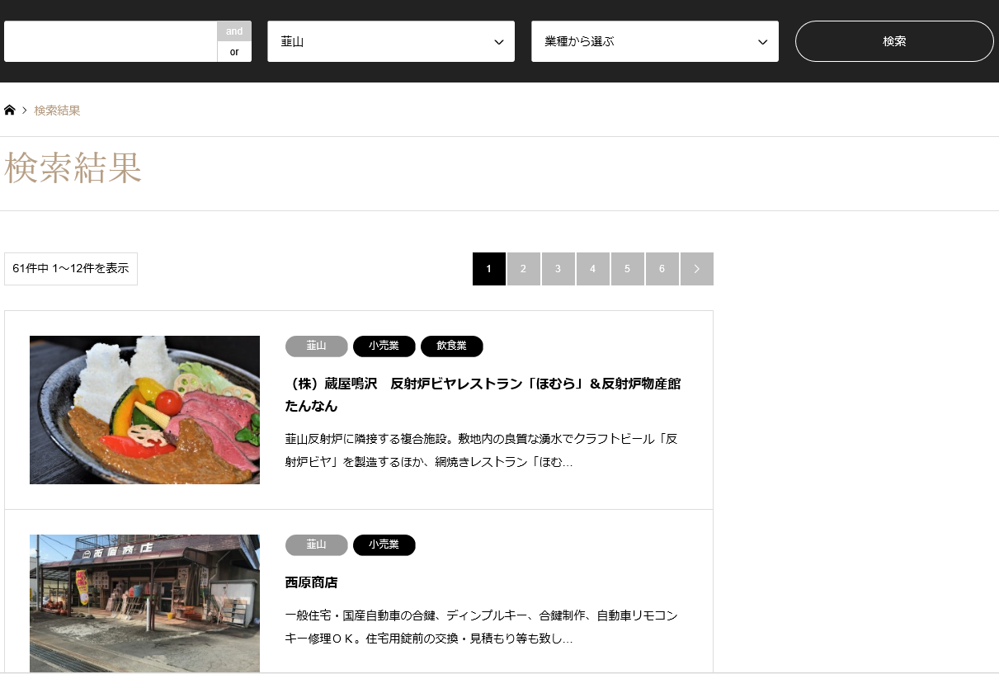 and
or
韮山
業種から選ぶ
検索
検索結果
検索結果
61件中 1〜12件を表示
1 2 3 4 5 6
韮山 小売業 飲食業
（株）蔵屋鳴沢　反射炉ビヤレストラン「ほむら」＆反射炉物産館
たんなん
韮山反射炉に隣接する複合施設。敷地内の良質な湧水でクラフトビール「反
射炉ビヤ」を製造するほか、網焼きレストラン「ほむ…
西原商店
韮山 小売業
西原商店
一般住宅・国産自動車の合鍵、ディンプルキー、合鍵制作、自動車リモコン
キー修理ＯＫ。住宅用錠前の交換・見積もり等も致し…